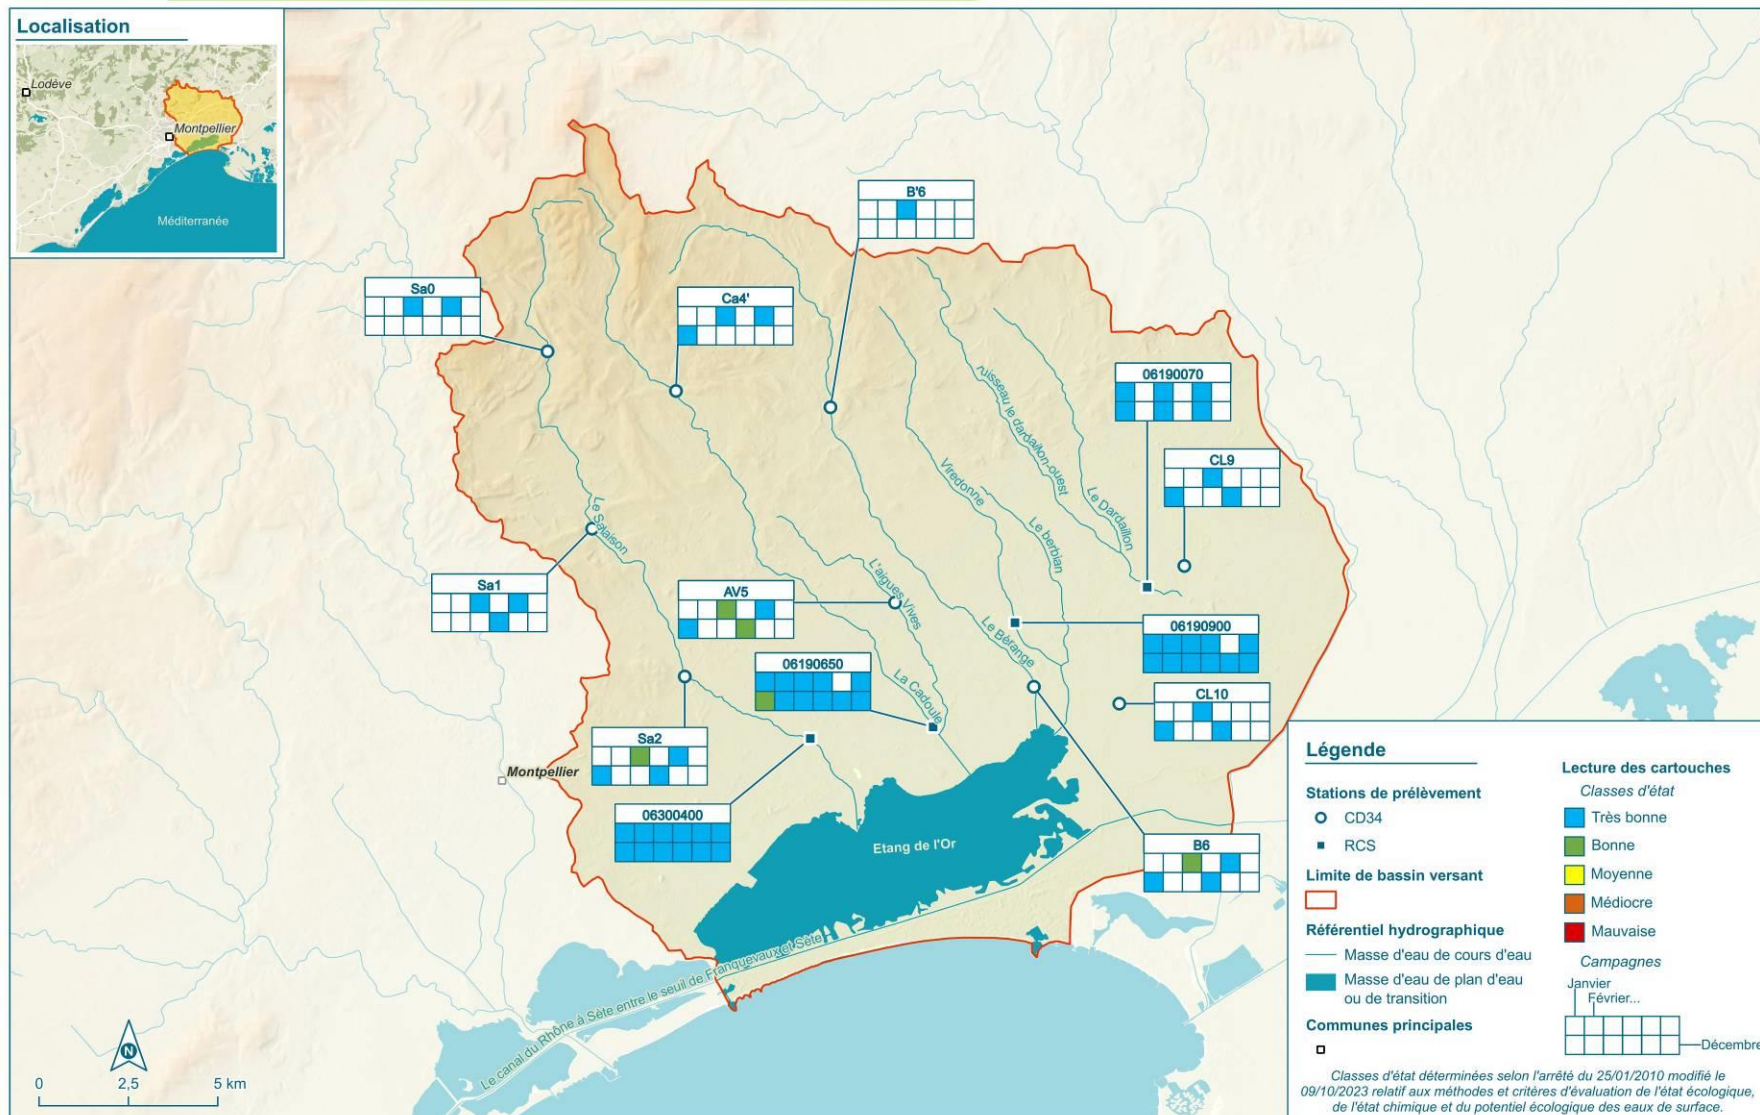 Localisation
Lodève
Montpellier
Méditerranée
B'6
Sa0
Ca4'
06190070
CL9
Ruisseau le dardaillon-ouest
Viredonne
Le Dardaillon
Le berbian
Le Salaison
Sa1
AV5
L'aigues Vives
06190900
Le Bérange
06190650
La Cadoule
CL10
Sa2
Montpellier
06300400
Etang de l'Or
B6
Le canal du Rhône à Sète entre le seuil de Franquevaux et Sète
N
0 2,5 5 km
Légende
Stations de prélèvement
CD34
RCS
Limite de bassin versant
Référentiel hydrographique
Masse d'eau de cours d'eau
Masse d'eau de plan d'eau
ou de transition
Communes principales
Lecture des cartouches
Classes d'état
Très bonne
Bonne
Moyenne
Médiocre
Mauvaise
Campagnes
Janvier
Février...
Décembre
Classes d'état déterminées selon l'arrêté du 25/01/2010 modifié le
09/10/2023 relatif aux méthodes et critères d'évaluation de l'état écologique,
de l'état chimique et du potentiel écologique des eaux de surface.